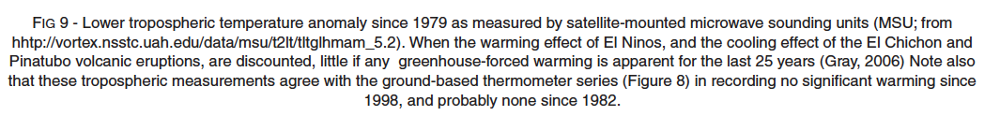 FIG 9 - Lower tropospheric temperature anomaly since 1979 as measured by satellite-mounted microwave sounding units (MSU; from
hhtp://vortex.nsstc.uah.edu/data/msu/t2lt/tltglhmam_5.2). When the warming effect of El Ninos, and the cooling effect of the El Chichon and
Pinatubo volcanic eruptions, are discounted, little if any greenhouse-forced warming is apparent for the last 25 years (Gray, 2006) Note also
that these tropospheric measurements agree with the ground-based thermometer series (Figure 8) in recording no significant warming since
1998, and probably none since 1982.